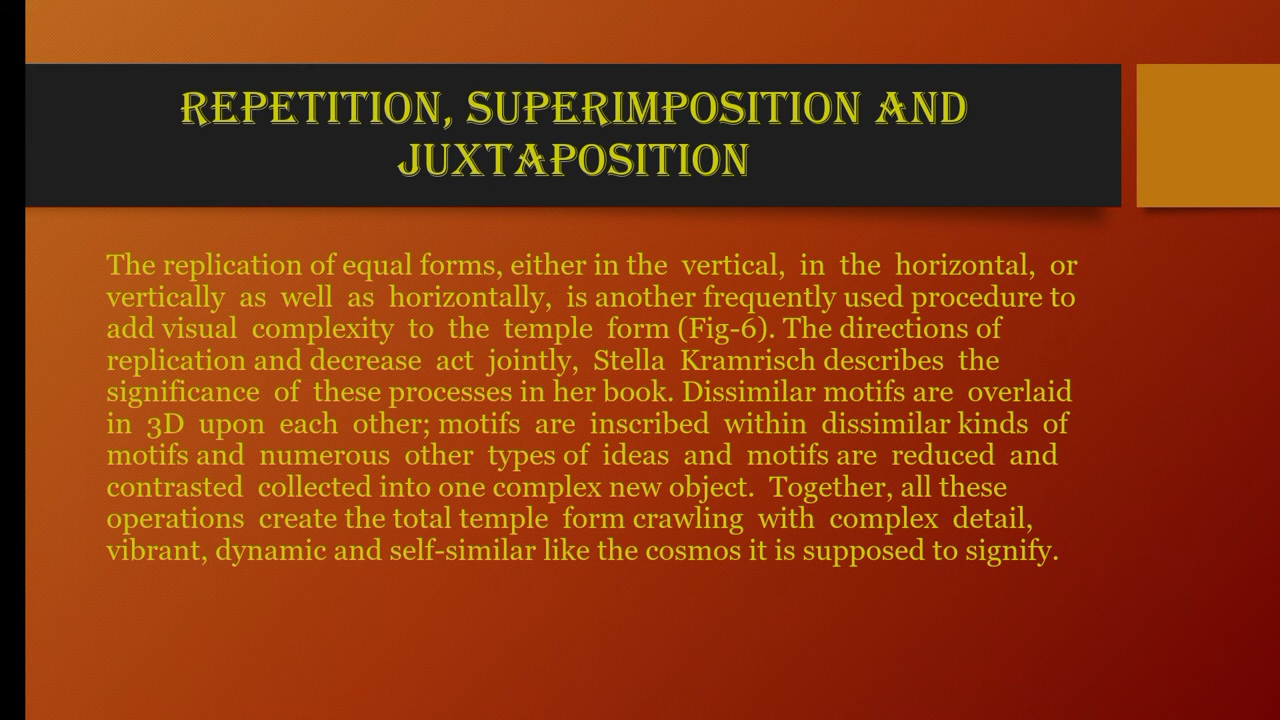 REPETITION, SUPERIMPOSITION AND
JUXTAPOSITION
The replication of equal forms, either in the vertical, in the horizontal, or
vertically as well as horizontally, is another frequently used procedure to
add visual complexity to the temple form (Fig-6). The directions of
replication and decrease act jointly, Stella Kramrisch describes the
significance of these processes in her book. Dissimilar motifs are overlaid
in 3D upon each other; motifs are inscribed within dissimilar kinds of
motifs and numerous other types of ideas and motifs are reduced and
contrasted collected into one complex new object. Together, all these
operations create the total temple form crawling with complex detail,
vibrant, dynamic and self-similar like the cosmos it is supposed to signify.